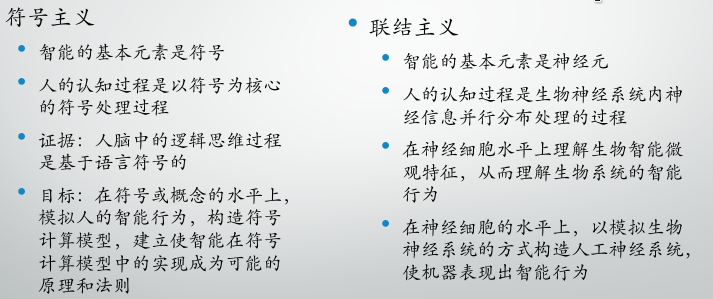 符号主义
智能的基本元素是符号
人的认知过程是以符号为核心
的符号处理过程
证据：人脑中的逻辑思维过程
是基于语言符号的
目标：在符号或概念的水平上，
模拟人的智能行为，构造符号
计算模型，建立使智能在符号
计算模型中的实现成为可能的
原理和法则
联结主义
智能的基本元素是神经元
人的认知过程是生物神经系统内神
经信息并行分布处理的过程
在神经细胞水平上理解生物智能微
观特征，从而理解生物系统的智能
行为
在神经细胞的水平上，以模拟生物
神经系统的方式构造人工神经系统，
使机器表现出智能行为